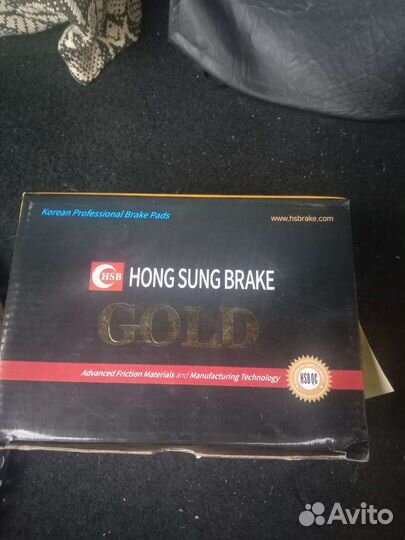 Korean Professional Brake Pads
www.hsbrake.com
HSB HONG SUNG BRAKE
GOLD
Advanced Friction Materials and Manufacturing Technology
HSB QC
Avito